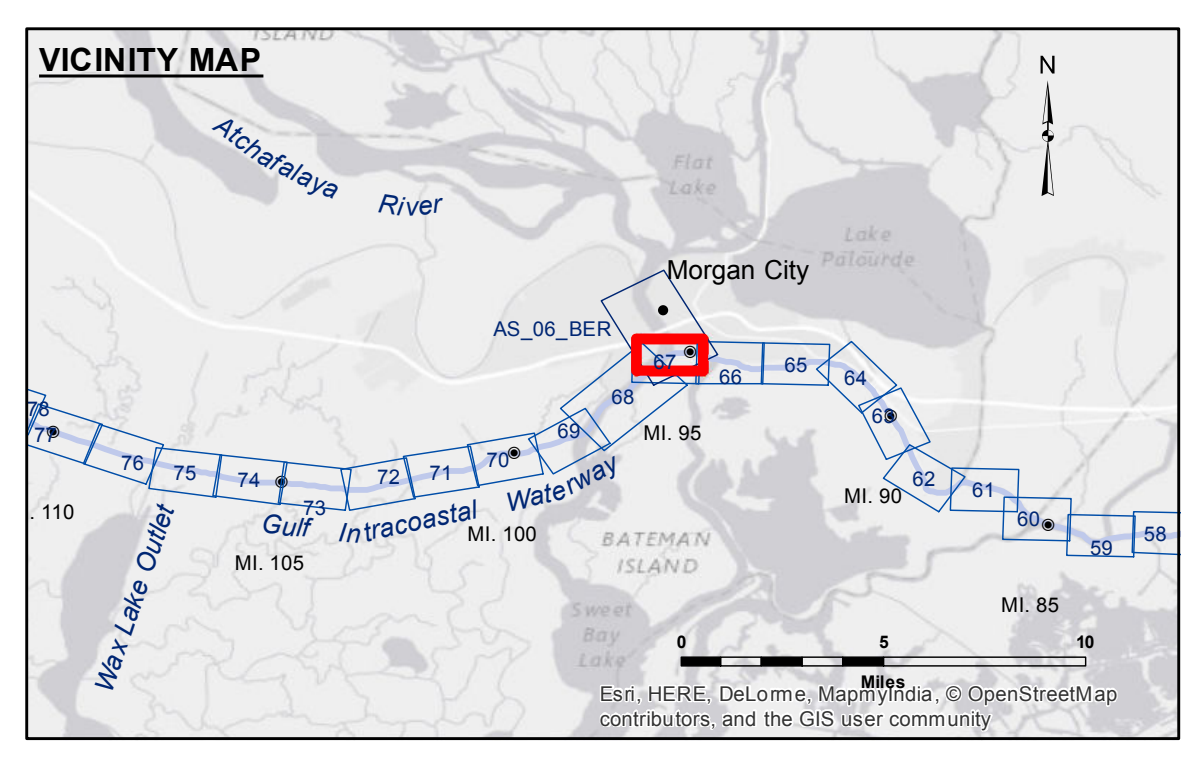 ISLAND
VICINITY MAP
N
Atchafalaya
River
Flat
Lake
Lake
Palourde
Morgan City
AS_06_BER
67
66
65
64
63
62
61
60
59
58
68
69
70
71
72
73
74
75
76
77
78
MI. 95
MI. 90
MI. 85
MI. 100
MI. 105
. 110
Gulf Intracoastal Waterway
Wax Lake Outlet
BATEMAN
ISLAND
Sweet
Bay
Lake
0 5 10
Miles
Esri, HERE, DeLorme, MapmyIndia, © OpenStreetMap
contributors, and the GIS user community